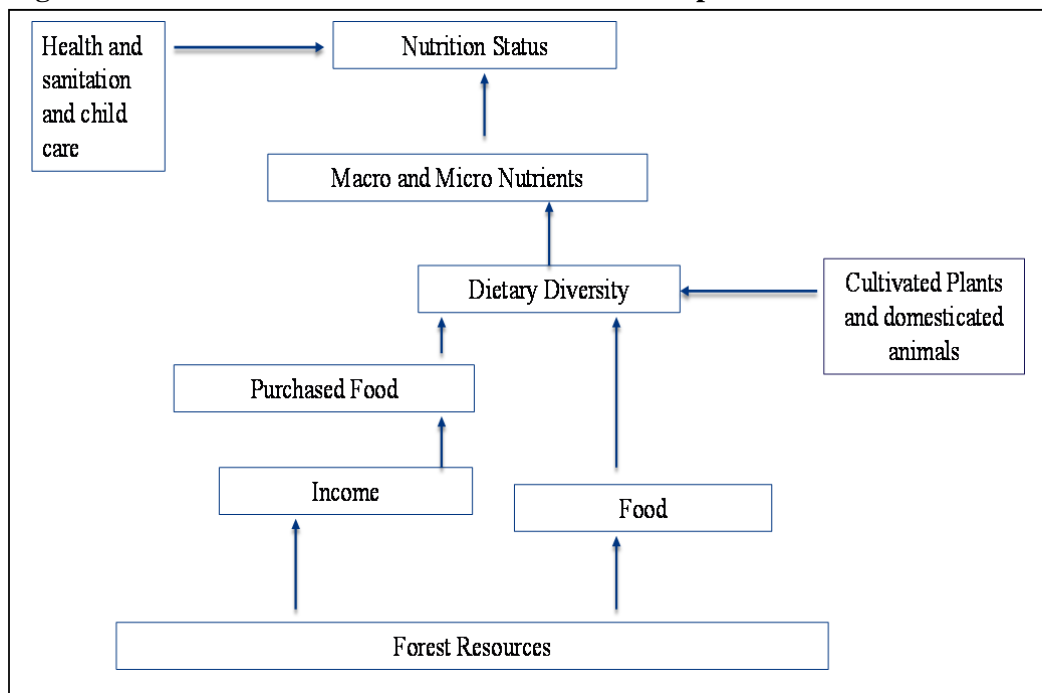 Health and
sanitation
and child
care
Nutrition Status
Macro and Micro Nutrients
Dietary Diversity
Cultivated Plants
and domesticated
animals
Purchased Food
Income
Food
Forest Resources